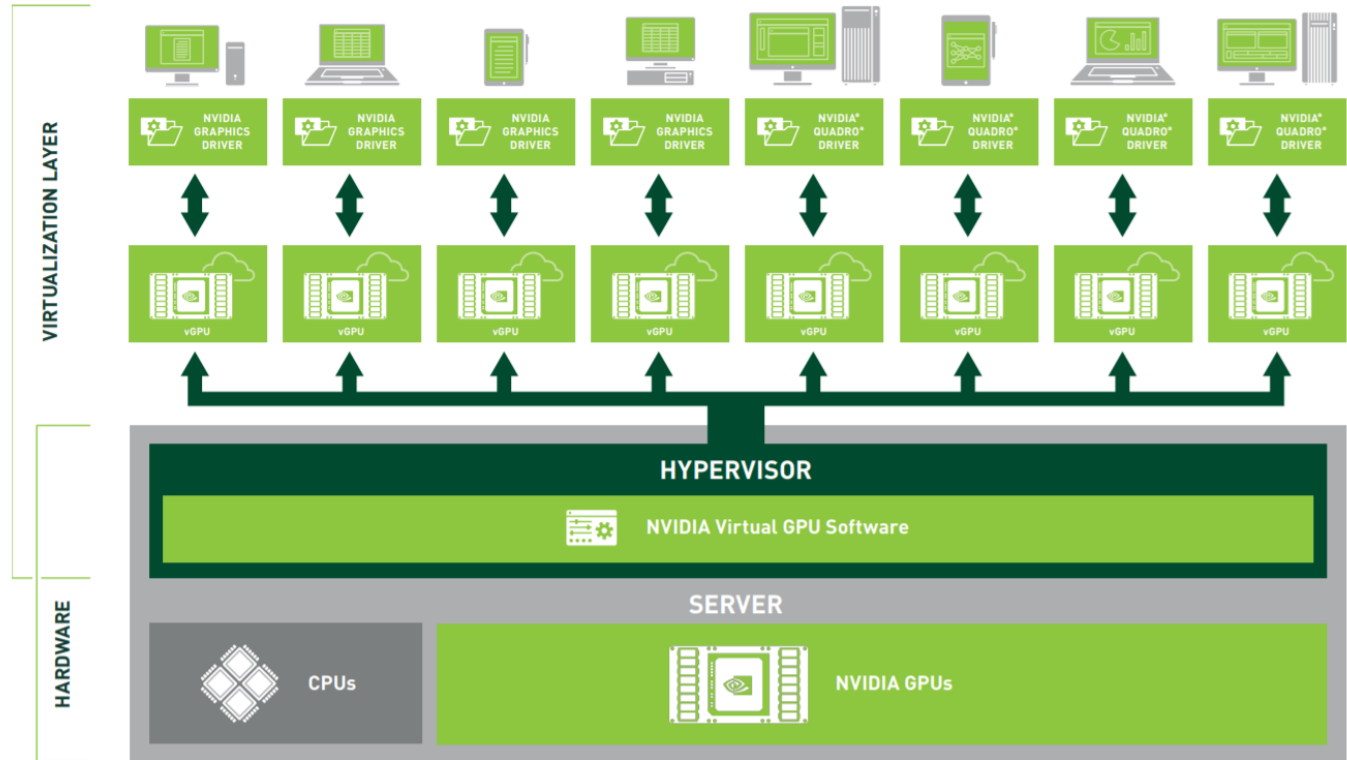 VIRTUALIZATION LAYER
NVIDIA
GRAPHICS
DRIVER
NVIDIA
GRAPHICS
DRIVER
NVIDIA
GRAPHICS
DRIVER
NVIDIA
GRAPHICS
DRIVER
NVIDIA®
QUADRO®
DRIVER
NVIDIA®
QUADRO®
DRIVER
NVIDIA®
QUADRO®
DRIVER
NVIDIA®
QUADRO®
DRIVER
vGPU
vGPU
vGPU
vGPU
vGPU
vGPU
vGPU
vGPU
HYPERVISOR
NVIDIA Virtual GPU Software
HARDWARE
SERVER
CPUs
NVIDIA GPUs